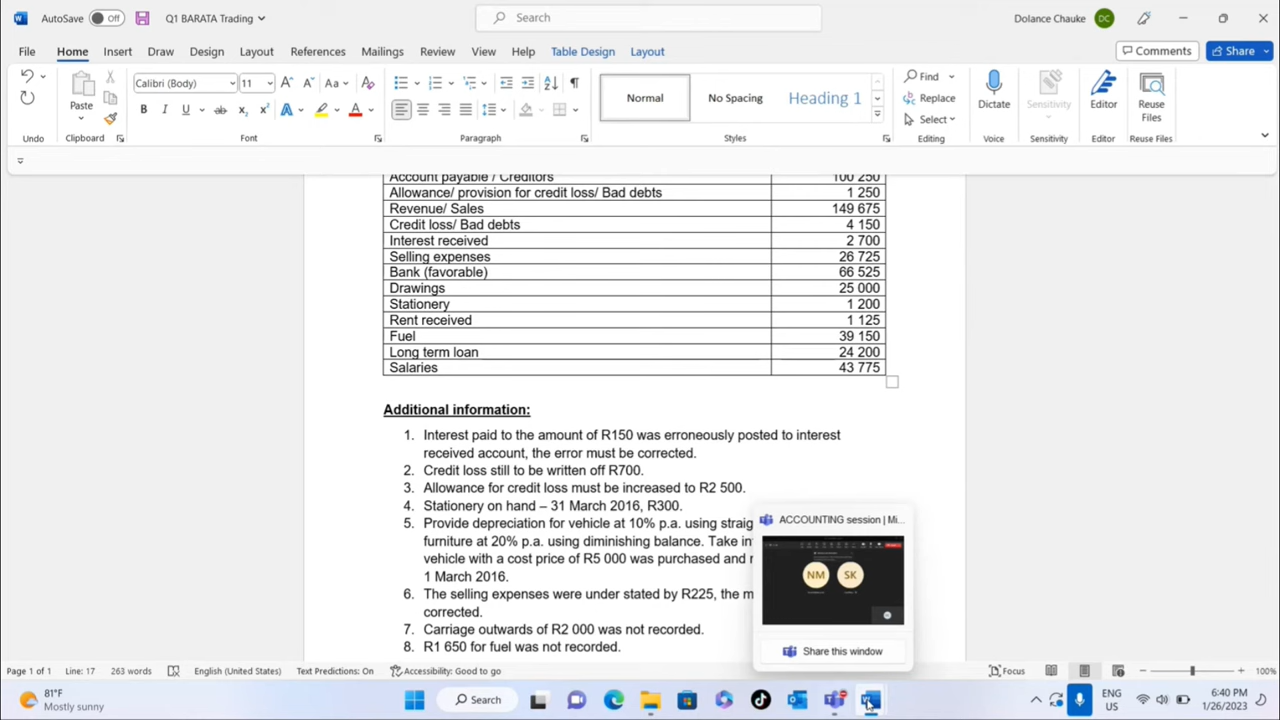 AutoSave Off Q1 BARATA Trading Search Dolance Chauke DC
File Home Insert Draw Design Layout References Mailings Review View Help Table Design Layout Comments Share
Calibri (Body) 11 Aa Find
Paste Normal No Spacing Heading 1 Replace Dictate Sensitivity Editor Reuse Files
B I U ab x₂ x² A A Select
Undo Clipboard Font Paragraph Styles Editing Voice Sensitivity Editor Reuse Files
Account payable / Creditors 100 250
Allowance/ provision for credit loss/ Bad debts 1 250
Revenue/ Sales 149 675
Credit loss/ Bad debts 4 150
Interest received 2 700
Selling expenses 26 725
Bank (favorable) 66 525
Drawings 25 000
Stationery 1 200
Rent received 1 125
Fuel 39 150
Long term loan 24 200
Salaries 43 775
Additional information:
1. Interest paid to the amount of R150 was erroneously posted to interest
received account, the error must be corrected.
2. Credit loss still to be written off R700.
3. Allowance for credit loss must be increased to R2 500.
4. Stationery on hand – 31 March 2016, R300.
5. Provide depreciation for vehicle at 10% p.a. using straig
furniture at 20% p.a. using diminishing balance. Take in
vehicle with a cost price of R5 000 was purchased and
1 March 2016.
6. The selling expenses were under stated by R225, the m
corrected.
7. Carriage outwards of R2 000 was not recorded.
8. R1 650 for fuel was not recorded.
ACCOUNTING session | Mi...
NM SK
Share this window
Page 1 of 1 Line: 17 263 words English (United States) Text Predictions: On Accessibility: Good to go Focus 100%
81°F
Mostly sunny
Search
ENG
US
6:40 PM
1/26/2023